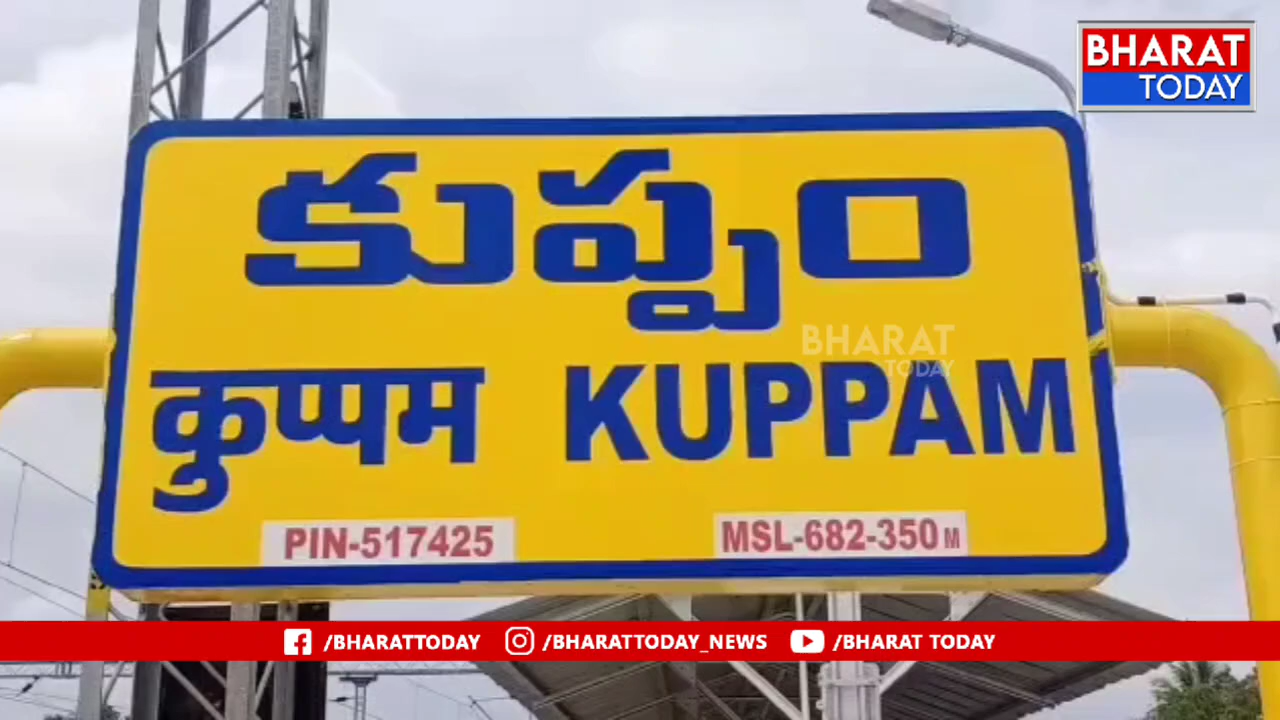 BHARAT
TODAY
కుప్పం
कुप्पम KUPPAM
BHARAT
TODAY
PIN-517425 MSL-682-350 M
/BHARATTODAY /BHARATTODAY_NEWS /BHARAT TODAY